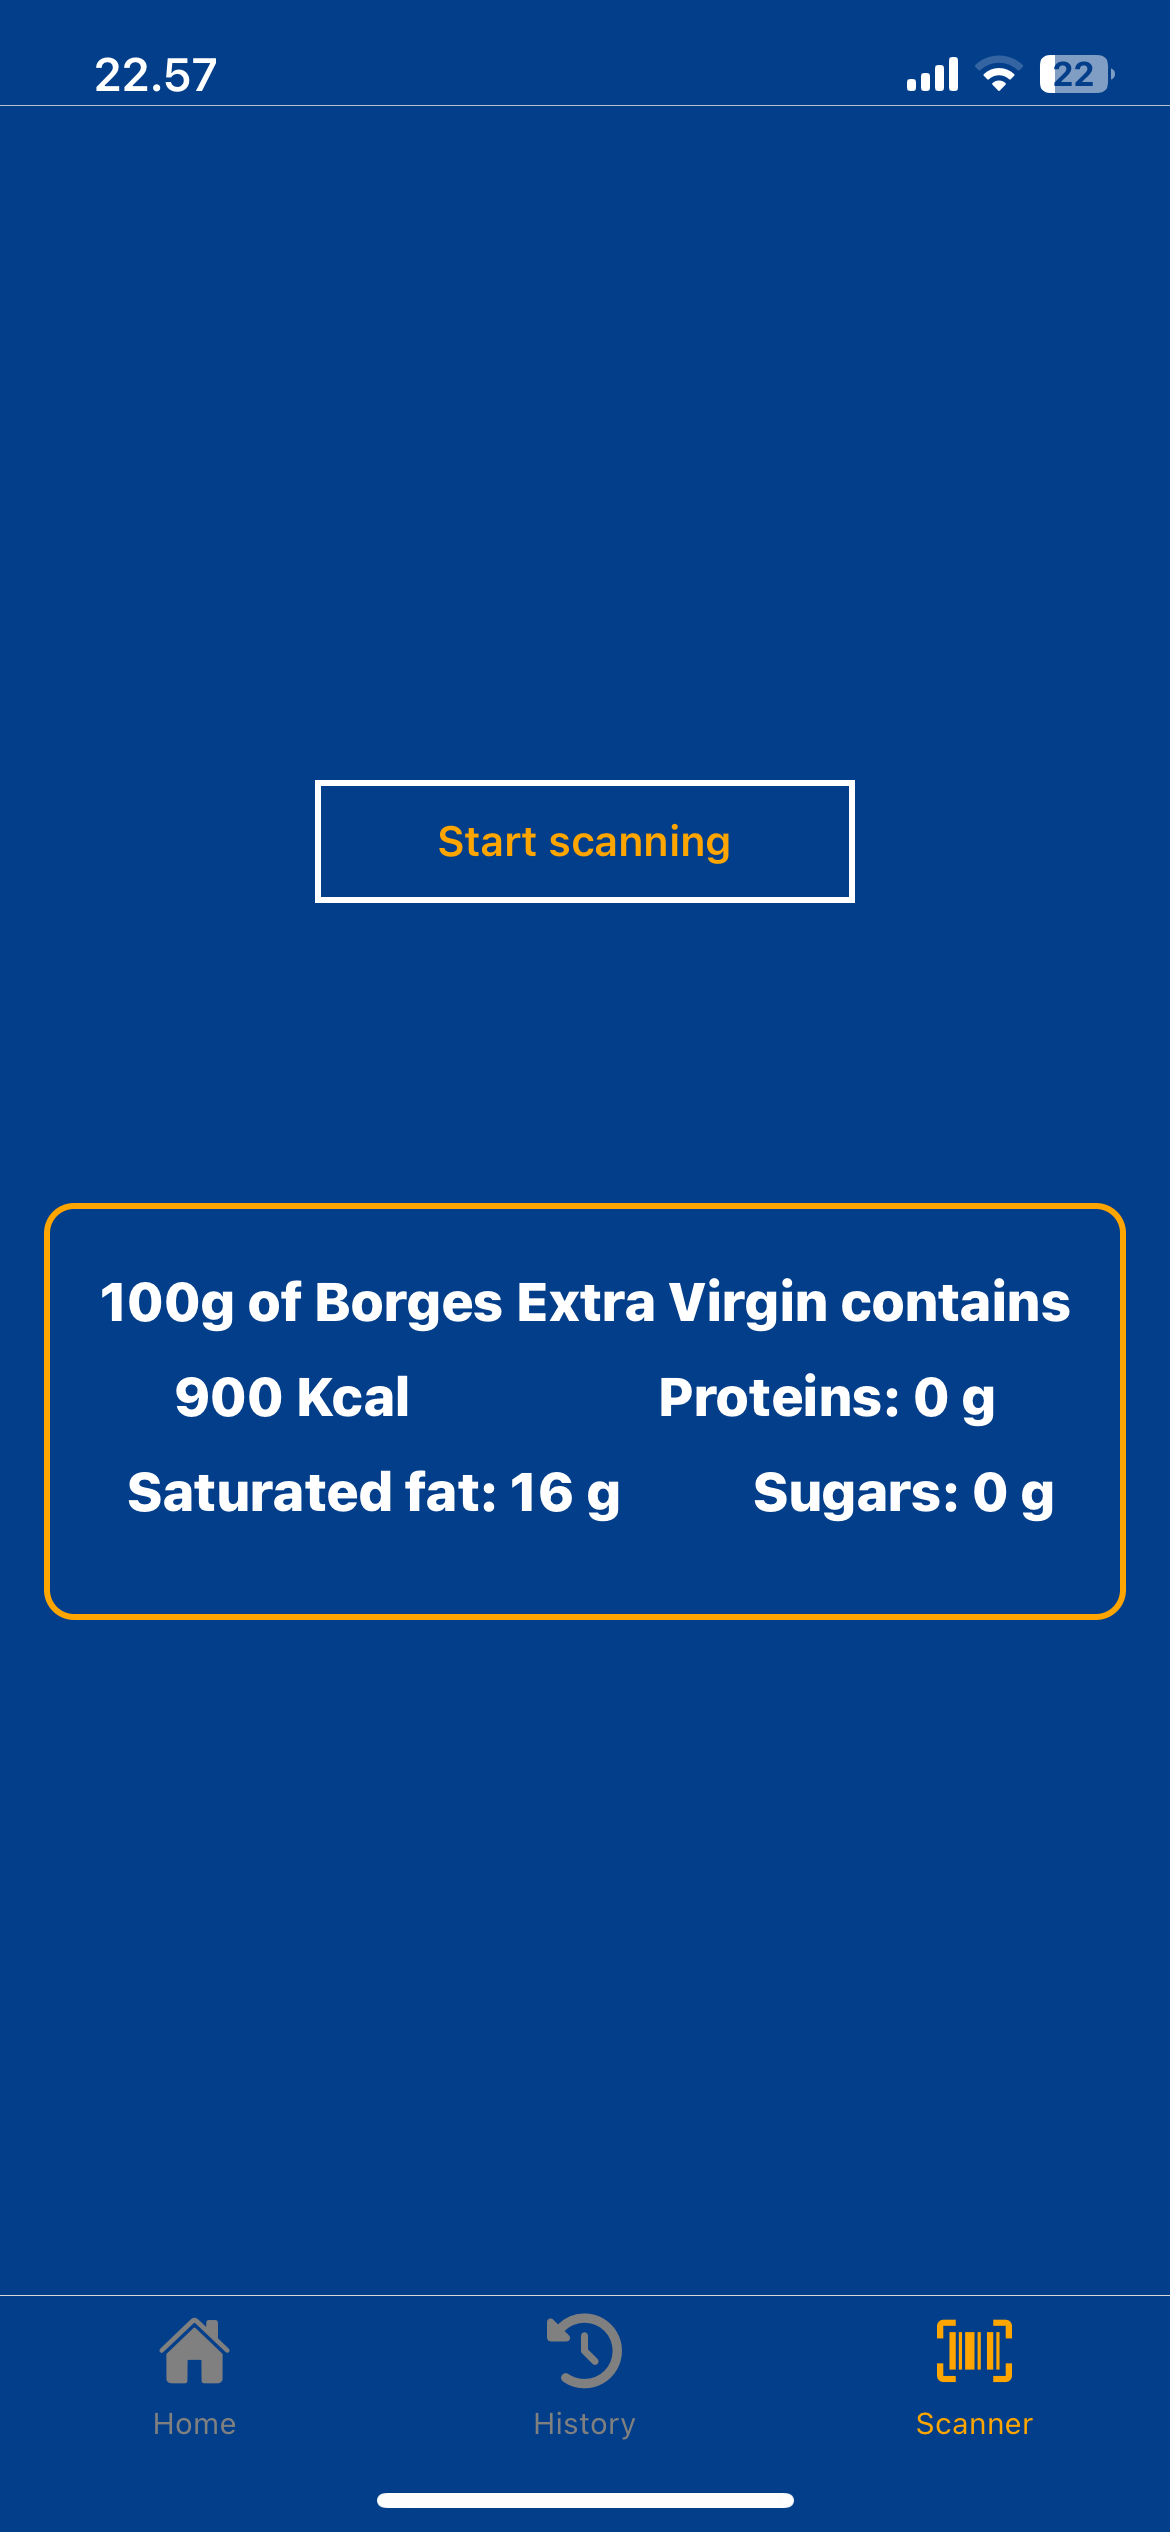 22.57
22
Start scanning
100g of Borges Extra Virgin contains
900 Kcal Proteins: 0 g
Saturated fat: 16 g Sugars: 0 g
Home History Scanner